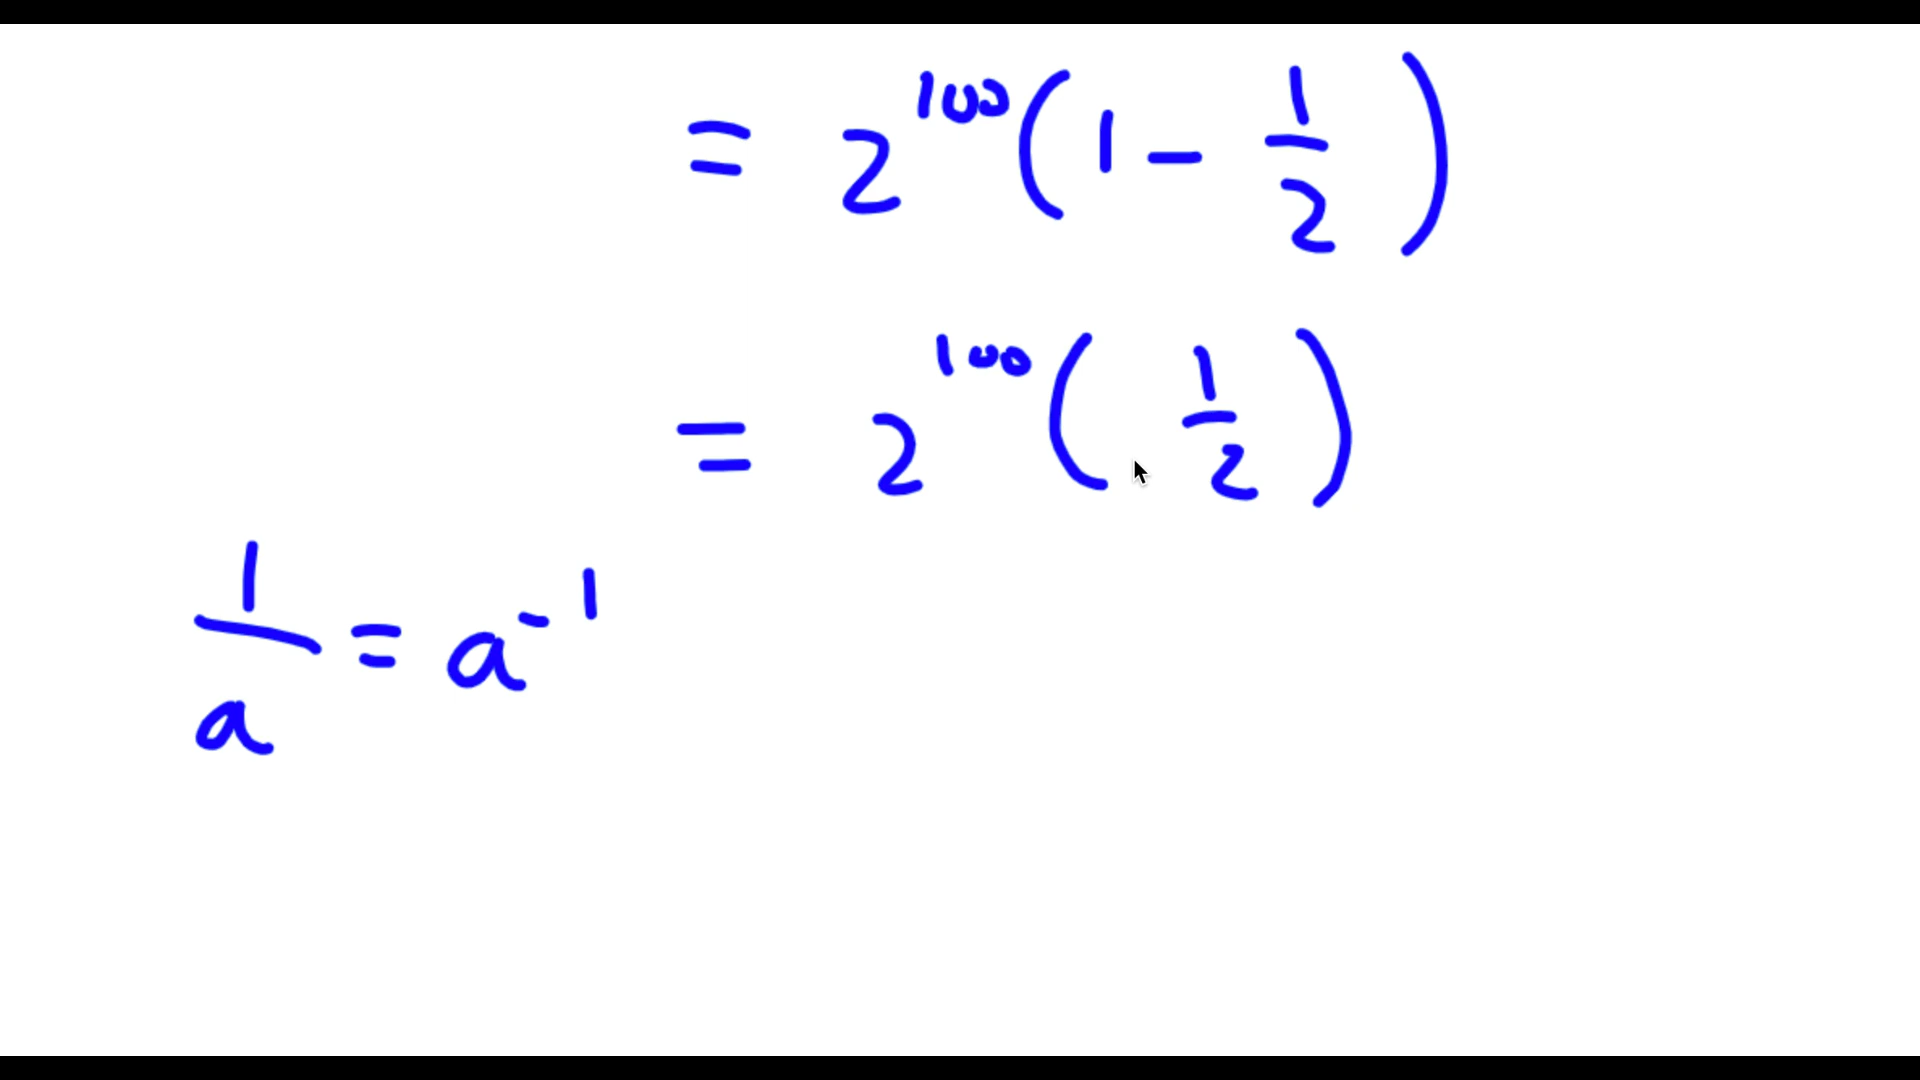 = 2^100 (1 - 1/2)
= 2^100 (1/2)
1/a = a^-1